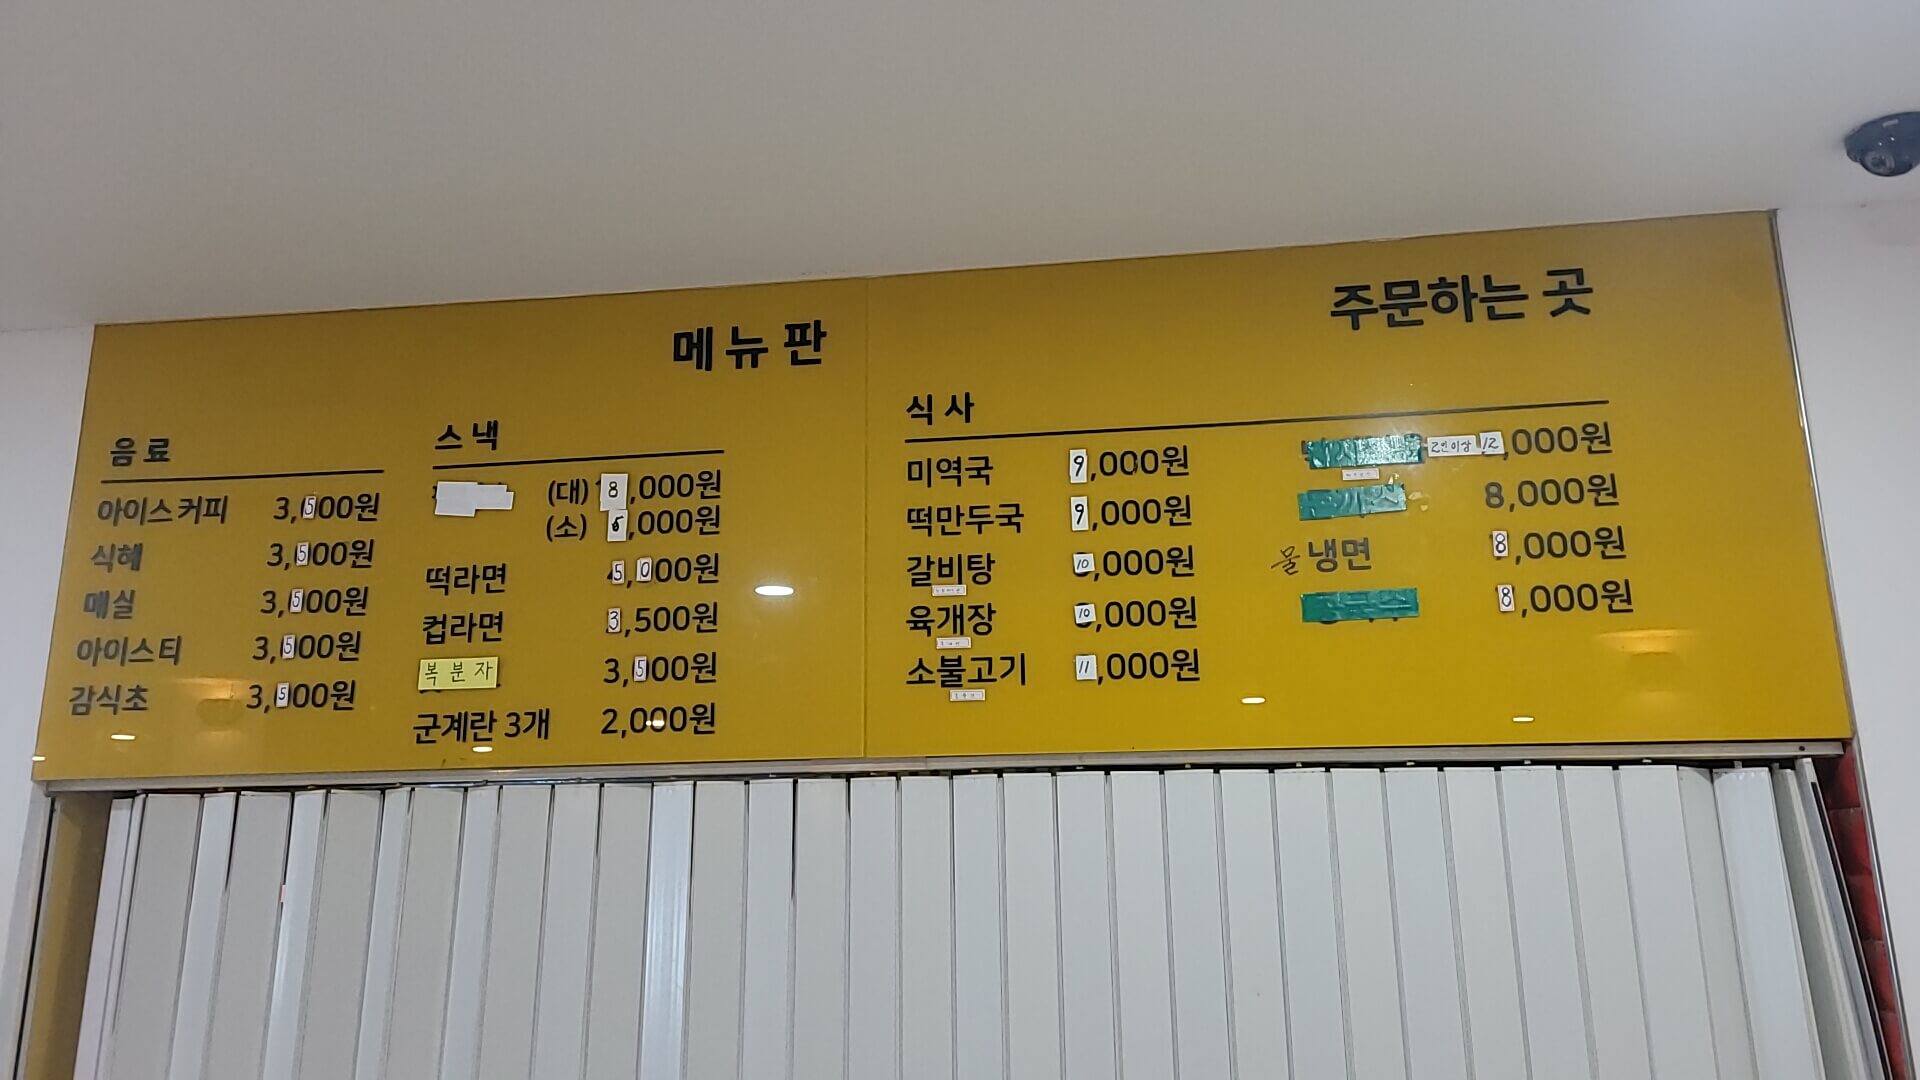 메뉴판
주문하는 곳
음료
아이스커피 3,500원
식혜 3,500원
매실 3,500원
아이스티 3,500원
감식초 3,500원
스낵
(대) 8,000원
(소) 5,000원
떡라면 5,000원
컵라면 3,500원
복분자 3,500원
군계란 3개 2,000원
식사
미역국 9,000원
떡만두국 9,000원
갈비탕 10,000원
육개장 10,000원
소불고기 11,000원
2인이상 12,000원
8,000원
물냉면 8,000원
8,000원